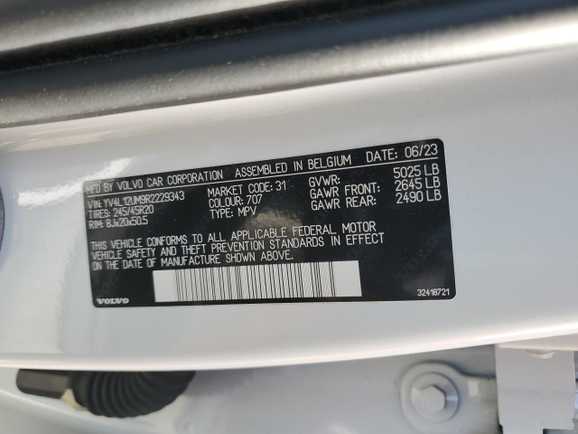 MFD BY VOLVO CAR CORPORATION ASSEMBLED IN BELGIUM DATE: 06/23
VIN: YV4L12UM9R2229343 MARKET CODE: 31 GVWR: 5025 LB
TIRES: 245/45R20 COLOUR: 707 GAWR FRONT: 2645 LB
RIM: 8Jx20x50.5 TYPE: MPV GAWR REAR: 2490 LB
THIS VEHICLE CONFORMS TO ALL APPLICABLE FEDERAL MOTOR
VEHICLE SAFETY AND THEFT PREVENTION STANDARDS IN EFFECT
ON THE DATE OF MANUFACTURE SHOWN ABOVE.
VOLVO 32418721